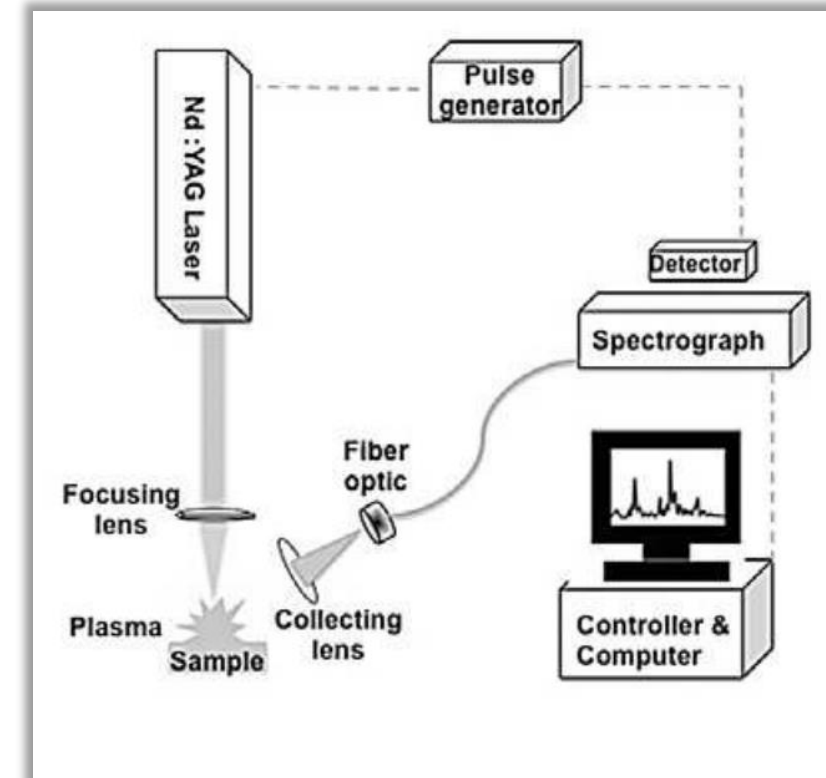 Nd :YAG Laser
Pulse
generator
Detector
Spectrograph
Fiber
optic
Focusing
lens
Collecting
lens
Plasma
Sample
Controller &
Computer